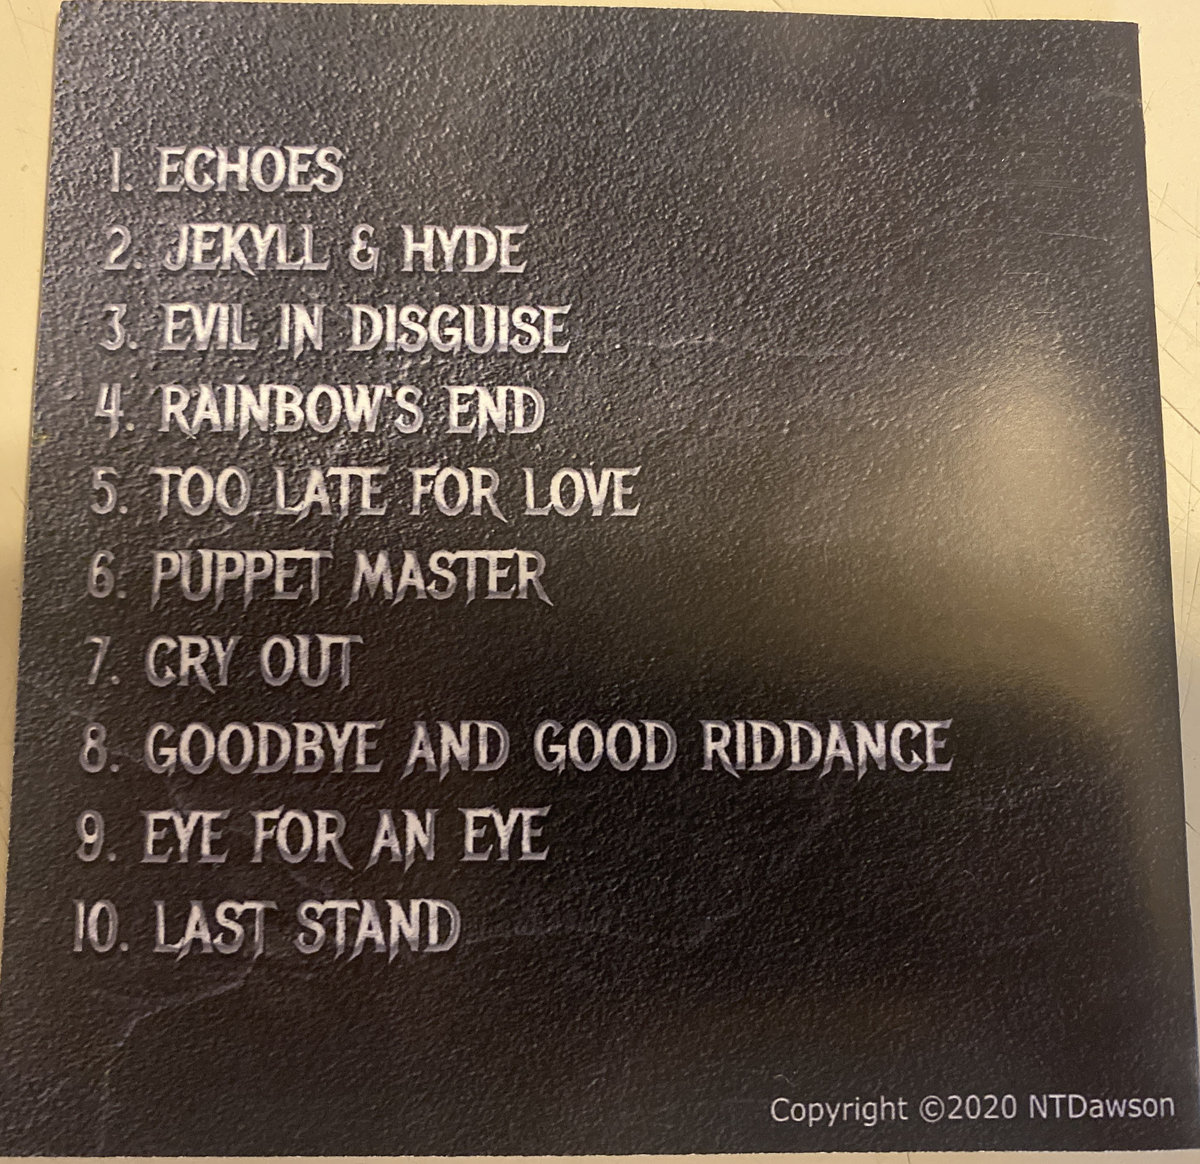 1. ECHOES
2. JEKYLL & HYDE
3. EVIL IN DISGUISE
4. RAINBOW'S END
5. TOO LATE FOR LOVE
6. PUPPET MASTER
7. CRY OUT
8. GOODBYE AND GOOD RIDDANCE
9. EYE FOR AN EYE
10. LAST STAND
Copyright ©2020 NTDawson